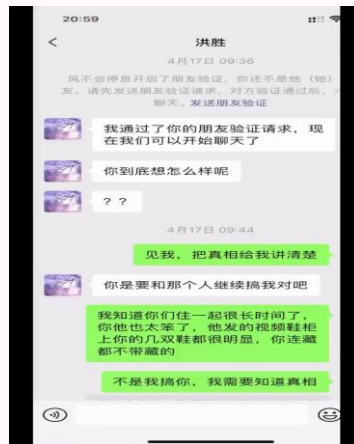 20:59
洪胜
4月17日 09:36
风不会停息开启了朋友验证，你还不是他（她）
友，请先发送朋友验证请求，对方验证通过后，
聊天。发送朋友验证
我通过了你的朋友验证请求，现
在我们可以开始聊天了
你到底想怎么样呢
？？
4月17日 09:44
见我，把真相给我讲清楚
你是要和那个人继续搞我对吧
我知道你们住一起很长时间了，
你他也太笨了，他发的视频鞋柜
上你的几双鞋都很明显，你连藏
都不带藏的
不是我搞你，我需要知道真相